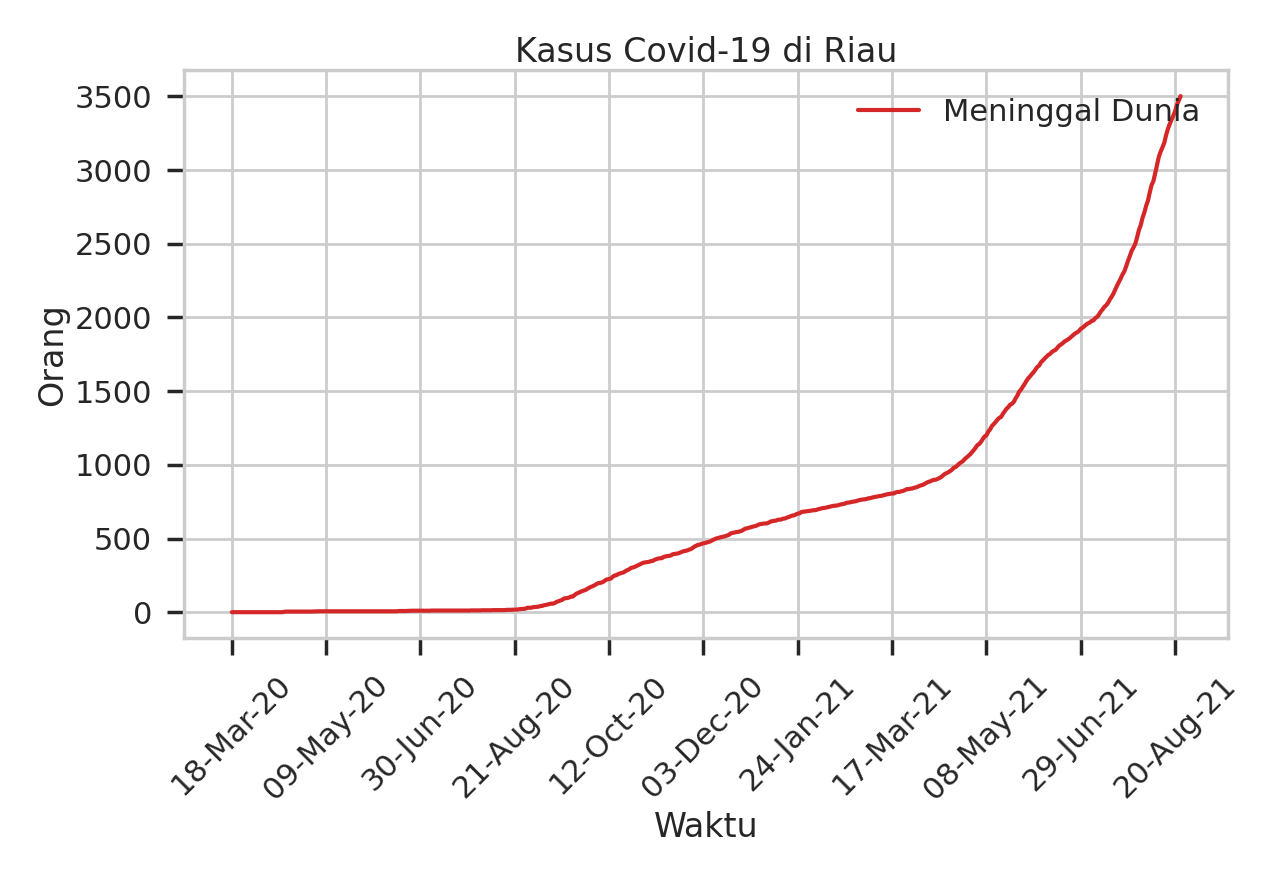 Kasus Covid-19 di Riau
Meninggal Dunia
Orang
3500
3000
2500
2000
1500
1000
500
0
18-Mar-20
09-May-20
30-Jun-20
21-Aug-20
12-Oct-20
03-Dec-20
24-Jan-21
17-Mar-21
08-May-21
29-Jun-21
20-Aug-21
Waktu